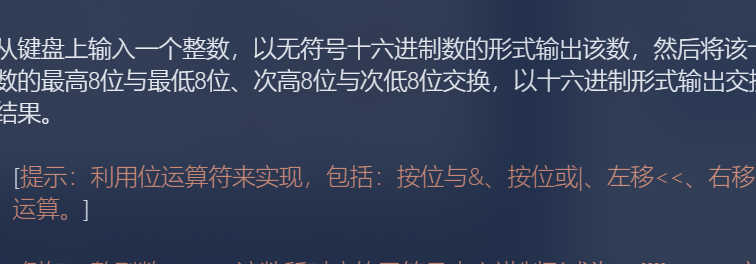 从键盘上输入一个整数，以无符号十六进制数的形式输出该数，然后将该十
数的最高8位与最低8位、次高8位与次低8位交换，以十六进制形式输出交换
结果。
[提示：利用位运算符来实现，包括：按位与&、按位或|、左移<<、右移
运算。]